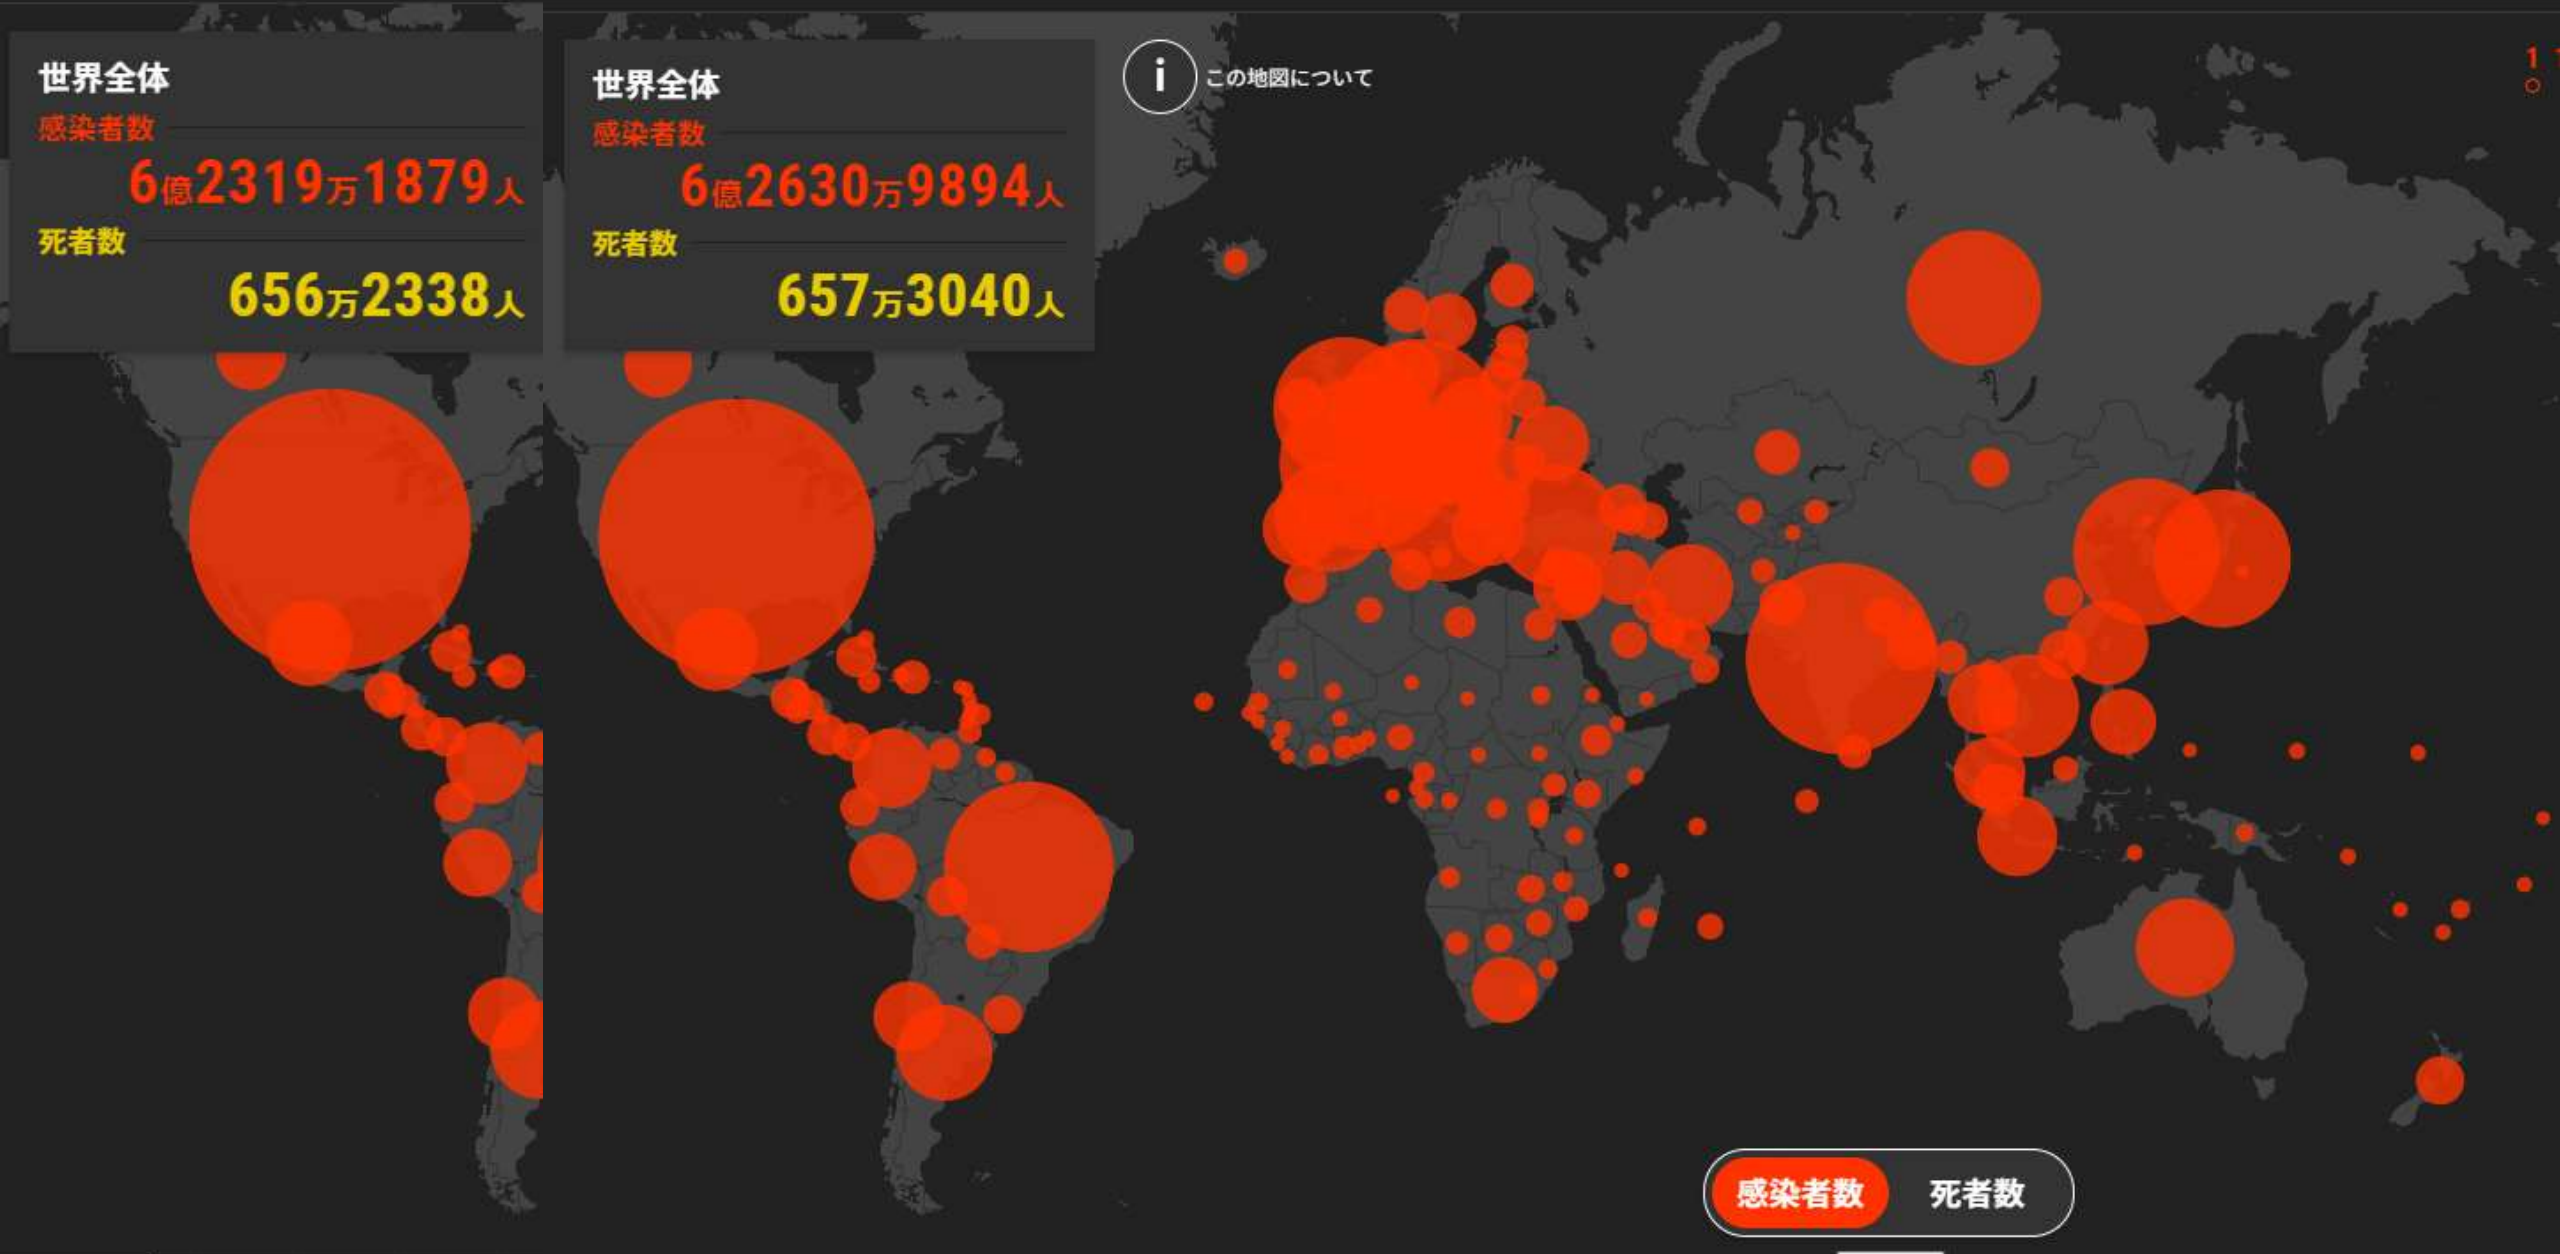 世界全体
感染者数
6億2319万1879人
死者数
656万2338人
世界全体
感染者数
6億2630万9894人
死者数
657万3040人
i この地図について
1
感染者数 死者数